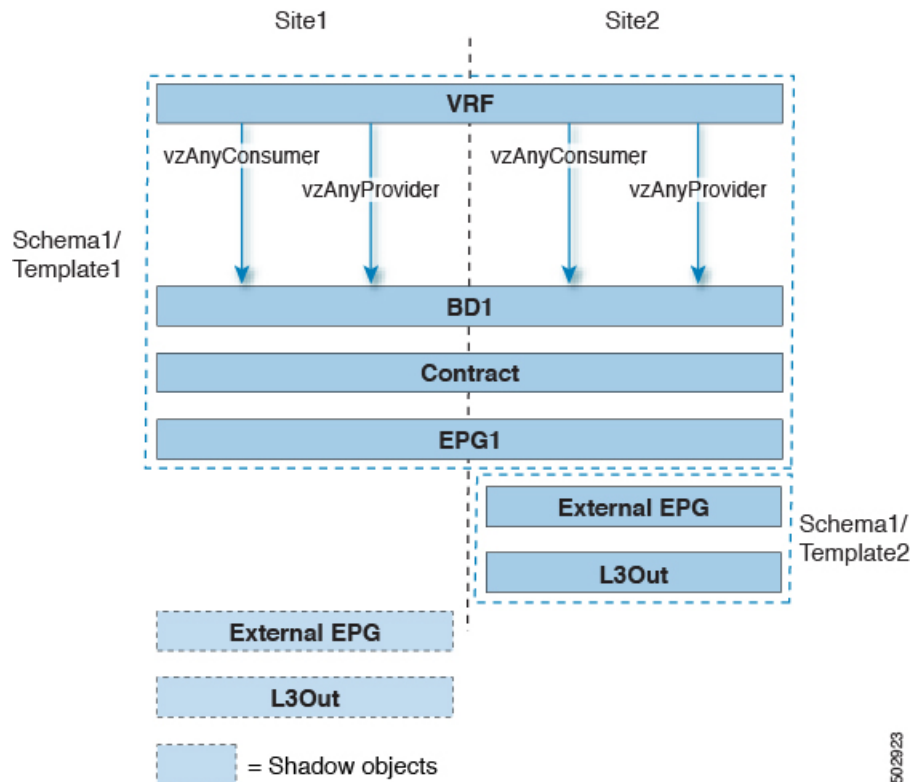 Site1
Site2
VRF
vzAnyConsumer
vzAnyConsumer
vzAnyProvider
vzAnyProvider
Schema1/
Template1
BD1
Contract
EPG1
External EPG
Schema1/
Template2
L3Out
External EPG
L3Out
= Shadow objects
502923